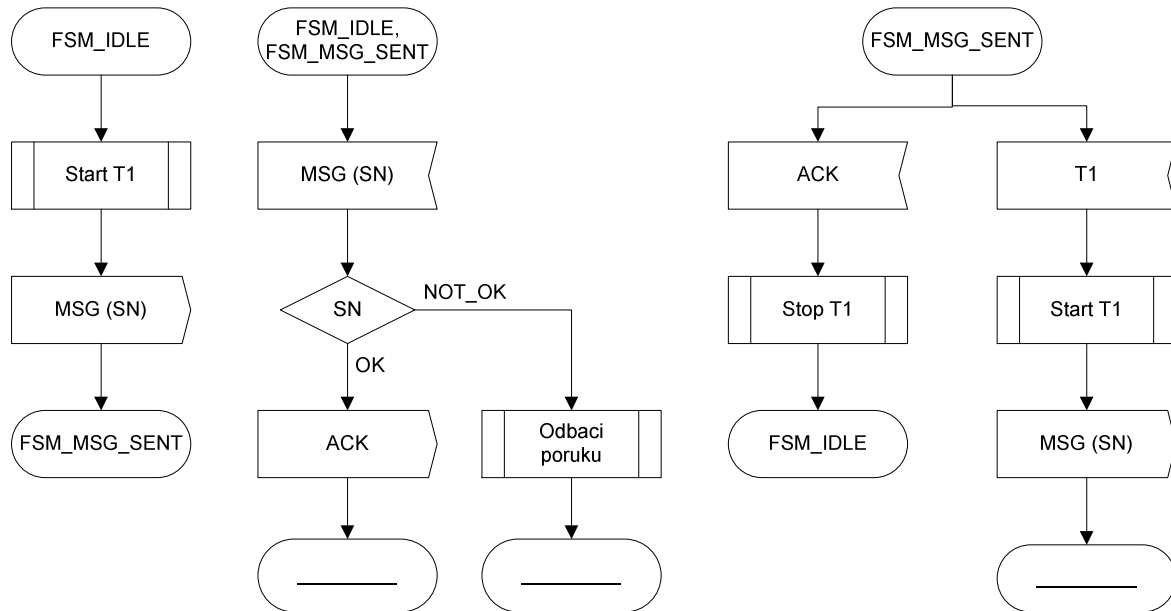 FSM_IDLE
Start T1
MSG (SN)
FSM_MSG_SENT
FSM_IDLE,
FSM_MSG_SENT
MSG (SN)
SN
NOT_OK
OK
ACK
Odbaci
poruku
FSM_MSG_SENT
ACK
Stop T1
FSM_IDLE
T1
Start T1
MSG (SN)